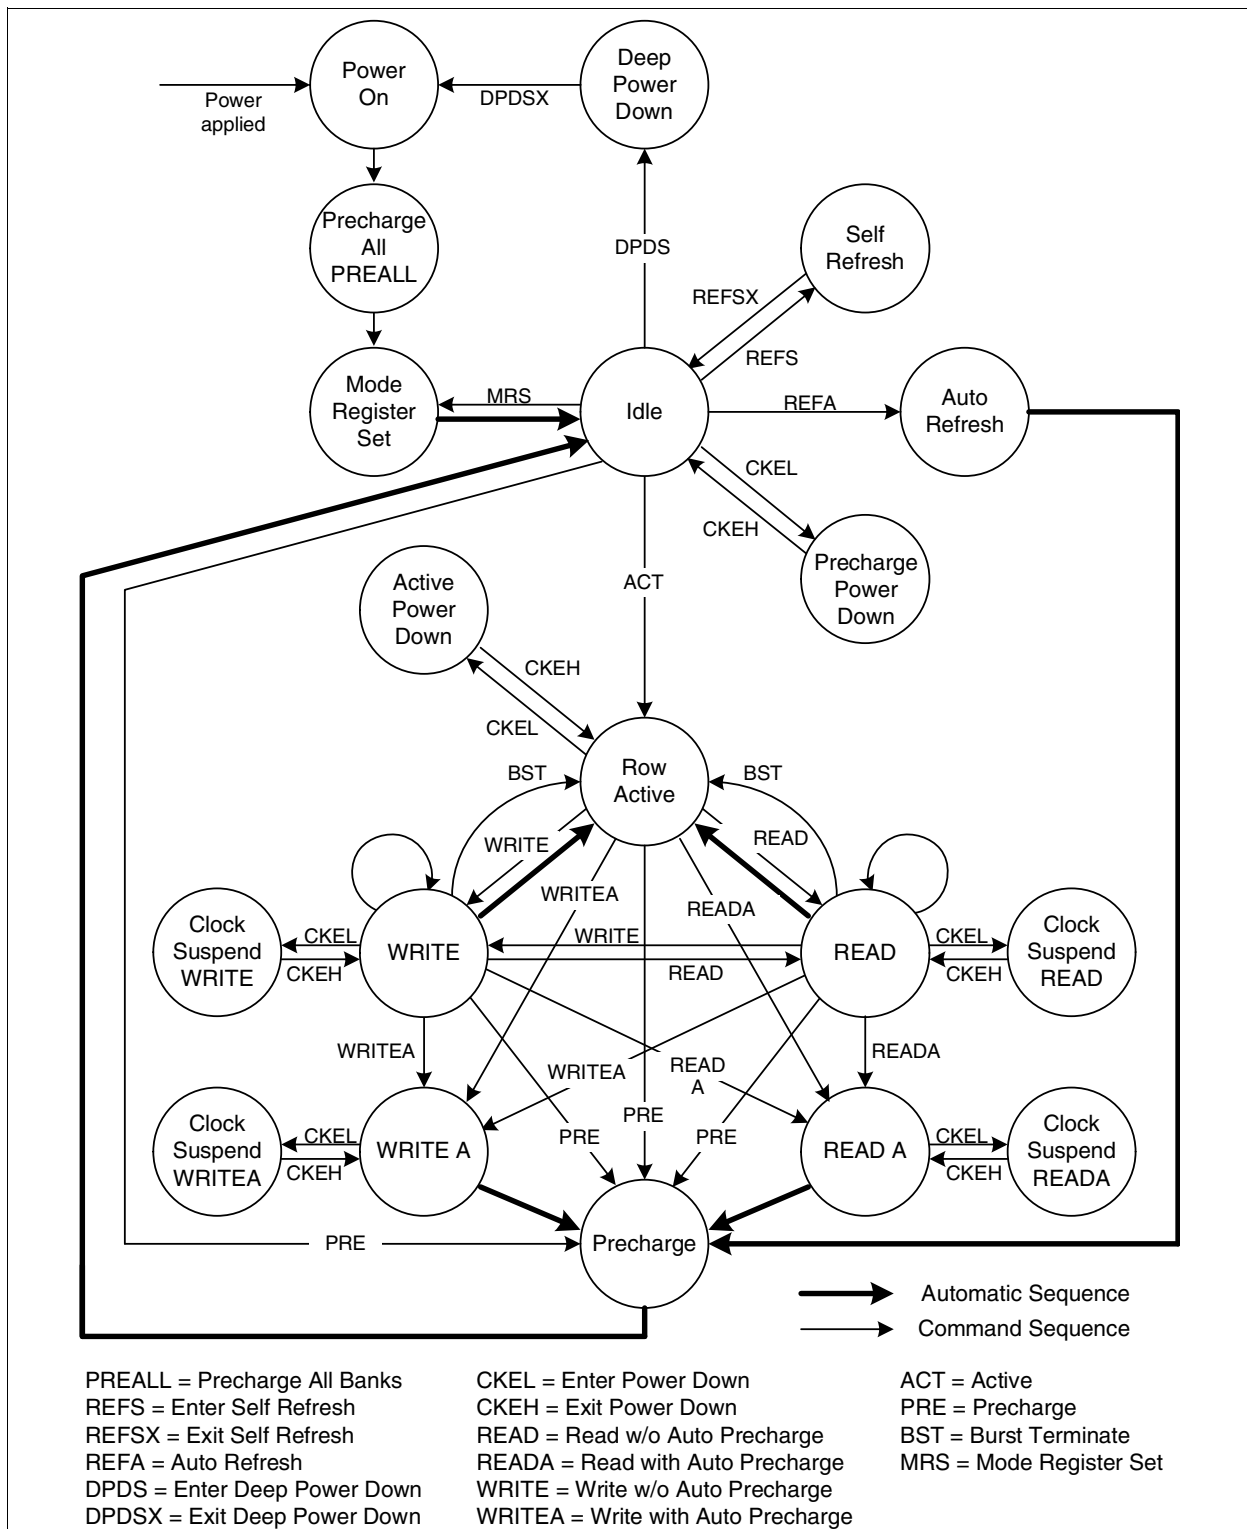 Power
On
Deep
Power
Down
DPDSX
Power
applied
Precharge
All
PREALL
DPDS
Self
Refresh
REFSX
REFS
Mode
Register
Set
MRS
Idle
REFA
Auto
Refresh
CKEL
CKEH
Precharge
Power
Down
ACT
Active
Power
Down
CKEH
CKEL
Row
Active
BST
BST
WRITE
READ
WRITEA
READA
Clock
Suspend
WRITE
CKEL
CKEH
WRITE
WRITE
READ
READ
CKEL
CKEH
Clock
Suspend
READ
WRITEA
WRITEA
READ
A
READA
PRE
PRE
PRE
Clock
Suspend
WRITEA
CKEL
CKEH
WRITE A
READ A
CKEL
CKEH
Clock
Suspend
READA
PRE
Precharge
Automatic Sequence
Command Sequence
PREALL = Precharge All Banks
REFS = Enter Self Refresh
REFSX = Exit Self Refresh
REFA = Auto Refresh
DPDS = Enter Deep Power Down
DPDSX = Exit Deep Power Down
CKEL = Enter Power Down
CKEH = Exit Power Down
READ = Read w/o Auto Precharge
READA = Read with Auto Precharge
WRITE = Write w/o Auto Precharge
WRITEA = Write with Auto Precharge
ACT = Active
PRE = Precharge
BST = Burst Terminate
MRS = Mode Register Set